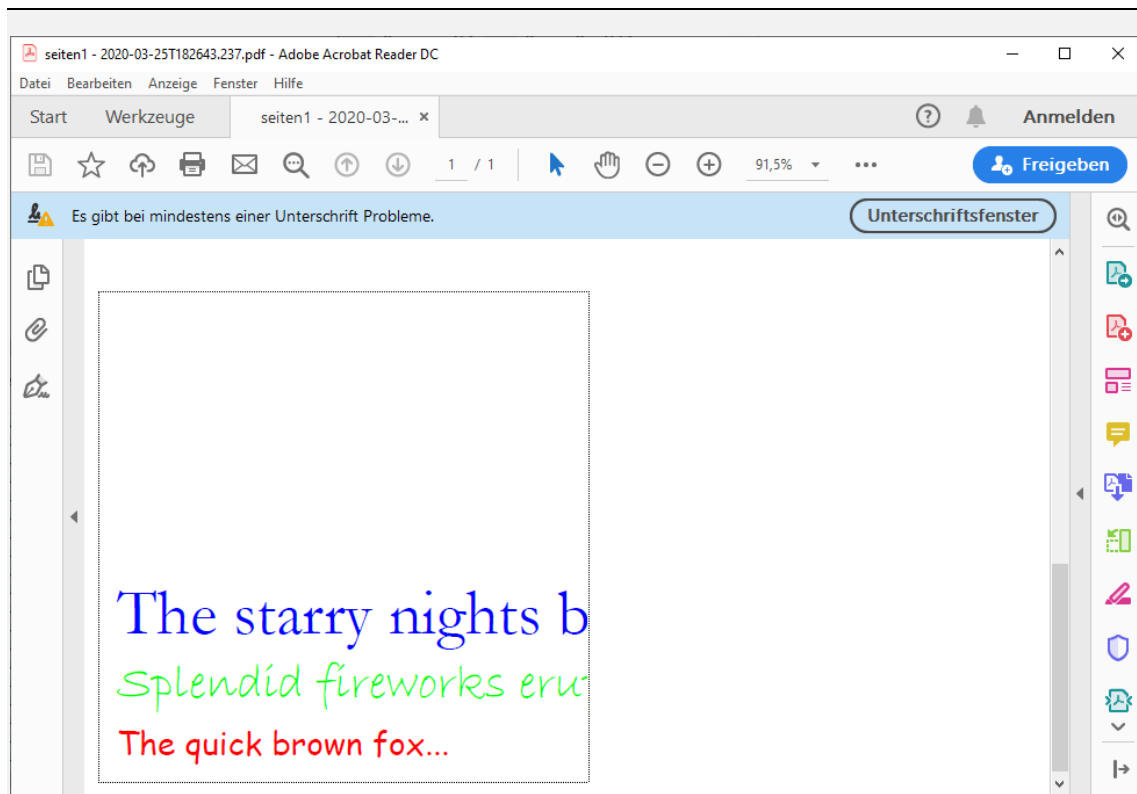 seiten1 - 2020-03-25T182643.237.pdf - Adobe Acrobat Reader DC
Datei Bearbeiten Anzeige Fenster Hilfe
Start Werkzeuge seiten1 - 2020-03-... × ? Anmelden
1 / 1 91,5% Freigeben
Es gibt bei mindestens einer Unterschrift Probleme. Unterschriftsfenster
The starry nights b
Splendid fireworks eru
The quick brown fox...